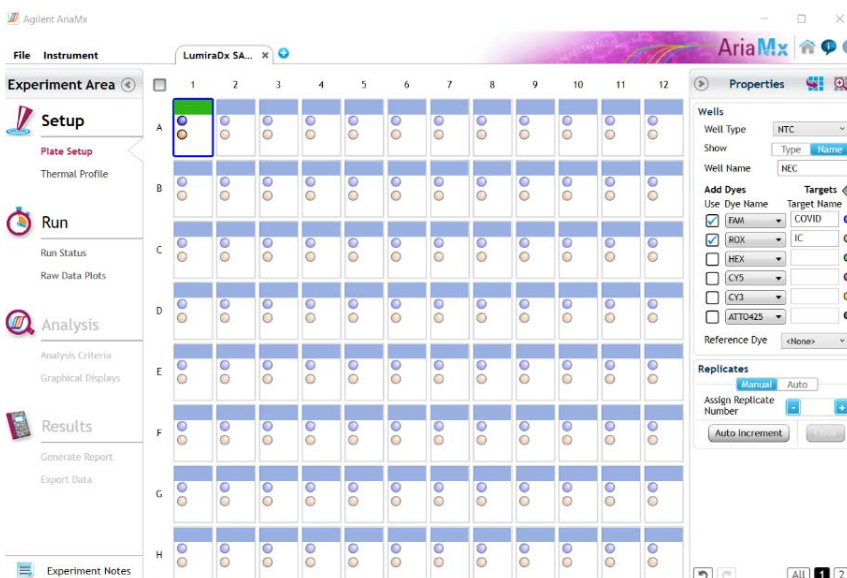 Agilent AriaMx
File Instrument
LumiraDx SA...
AriaMx
Experiment Area
Setup
Plate Setup
Thermal Profile
Run
Run Status
Raw Data Plots
Analysis
Analysis Criteria
Graphical Displays
Results
Generate Report
Export Data
Experiment Notes
1 2 3 4 5 6 7 8 9 10 11 12
A
B
C
D
E
F
G
H
Properties
Wells
Well Type NTC
Show Type Name
Well Name NEC
Add Dyes Targets
Use Dye Name Target Name
FAM COVID
ROX IC
HEX
CY5
CY3
ATTO425
Reference Dye <None>
Replicates
Manual Auto
Assign Replicate
Number
Auto Increment Clear
All 1 2